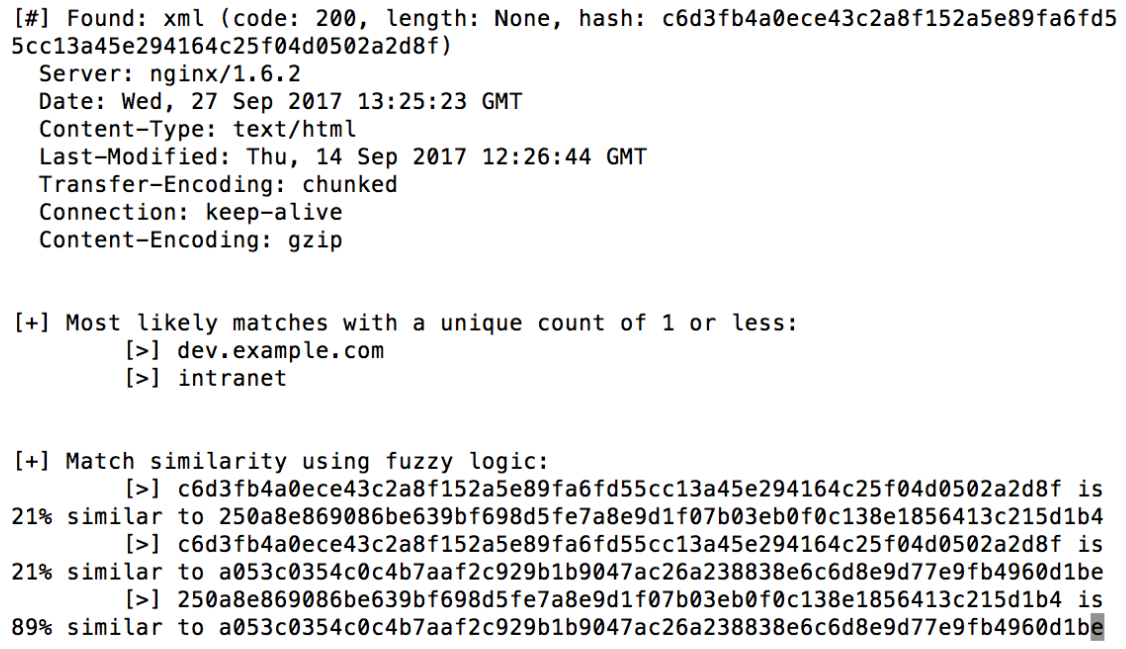 [#] Found: xml (code: 200, length: None, hash: c6d3fb4a0ece43c2a8f152a5e89fa6fd5
5cc13a45e294164c25f04d0502a2d8f)
Server: nginx/1.6.2
Date: Wed, 27 Sep 2017 13:25:23 GMT
Content-Type: text/html
Last-Modified: Thu, 14 Sep 2017 12:26:44 GMT
Transfer-Encoding: chunked
Connection: keep-alive
Content-Encoding: gzip
[+] Most likely matches with a unique count of 1 or less:
[>] dev.example.com
[>] intranet
[+] Match similarity using fuzzy logic:
[>] c6d3fb4a0ece43c2a8f152a5e89fa6fd55cc13a45e294164c25f04d0502a2d8f is
21% similar to 250a8e869086be639bf698d5fe7a8e9d1f07b03eb0f0c138e1856413c215d1b4
[>] c6d3fb4a0ece43c2a8f152a5e89fa6fd55cc13a45e294164c25f04d0502a2d8f is
21% similar to a053c0354c0c4b7aaf2c929b1b9047ac26a238838e6c6d8e9d77e9fb4960d1be
[>] 250a8e869086be639bf698d5fe7a8e9d1f07b03eb0f0c138e1856413c215d1b4 is
89% similar to a053c0354c0c4b7aaf2c929b1b9047ac26a238838e6c6d8e9d77e9fb4960d1be